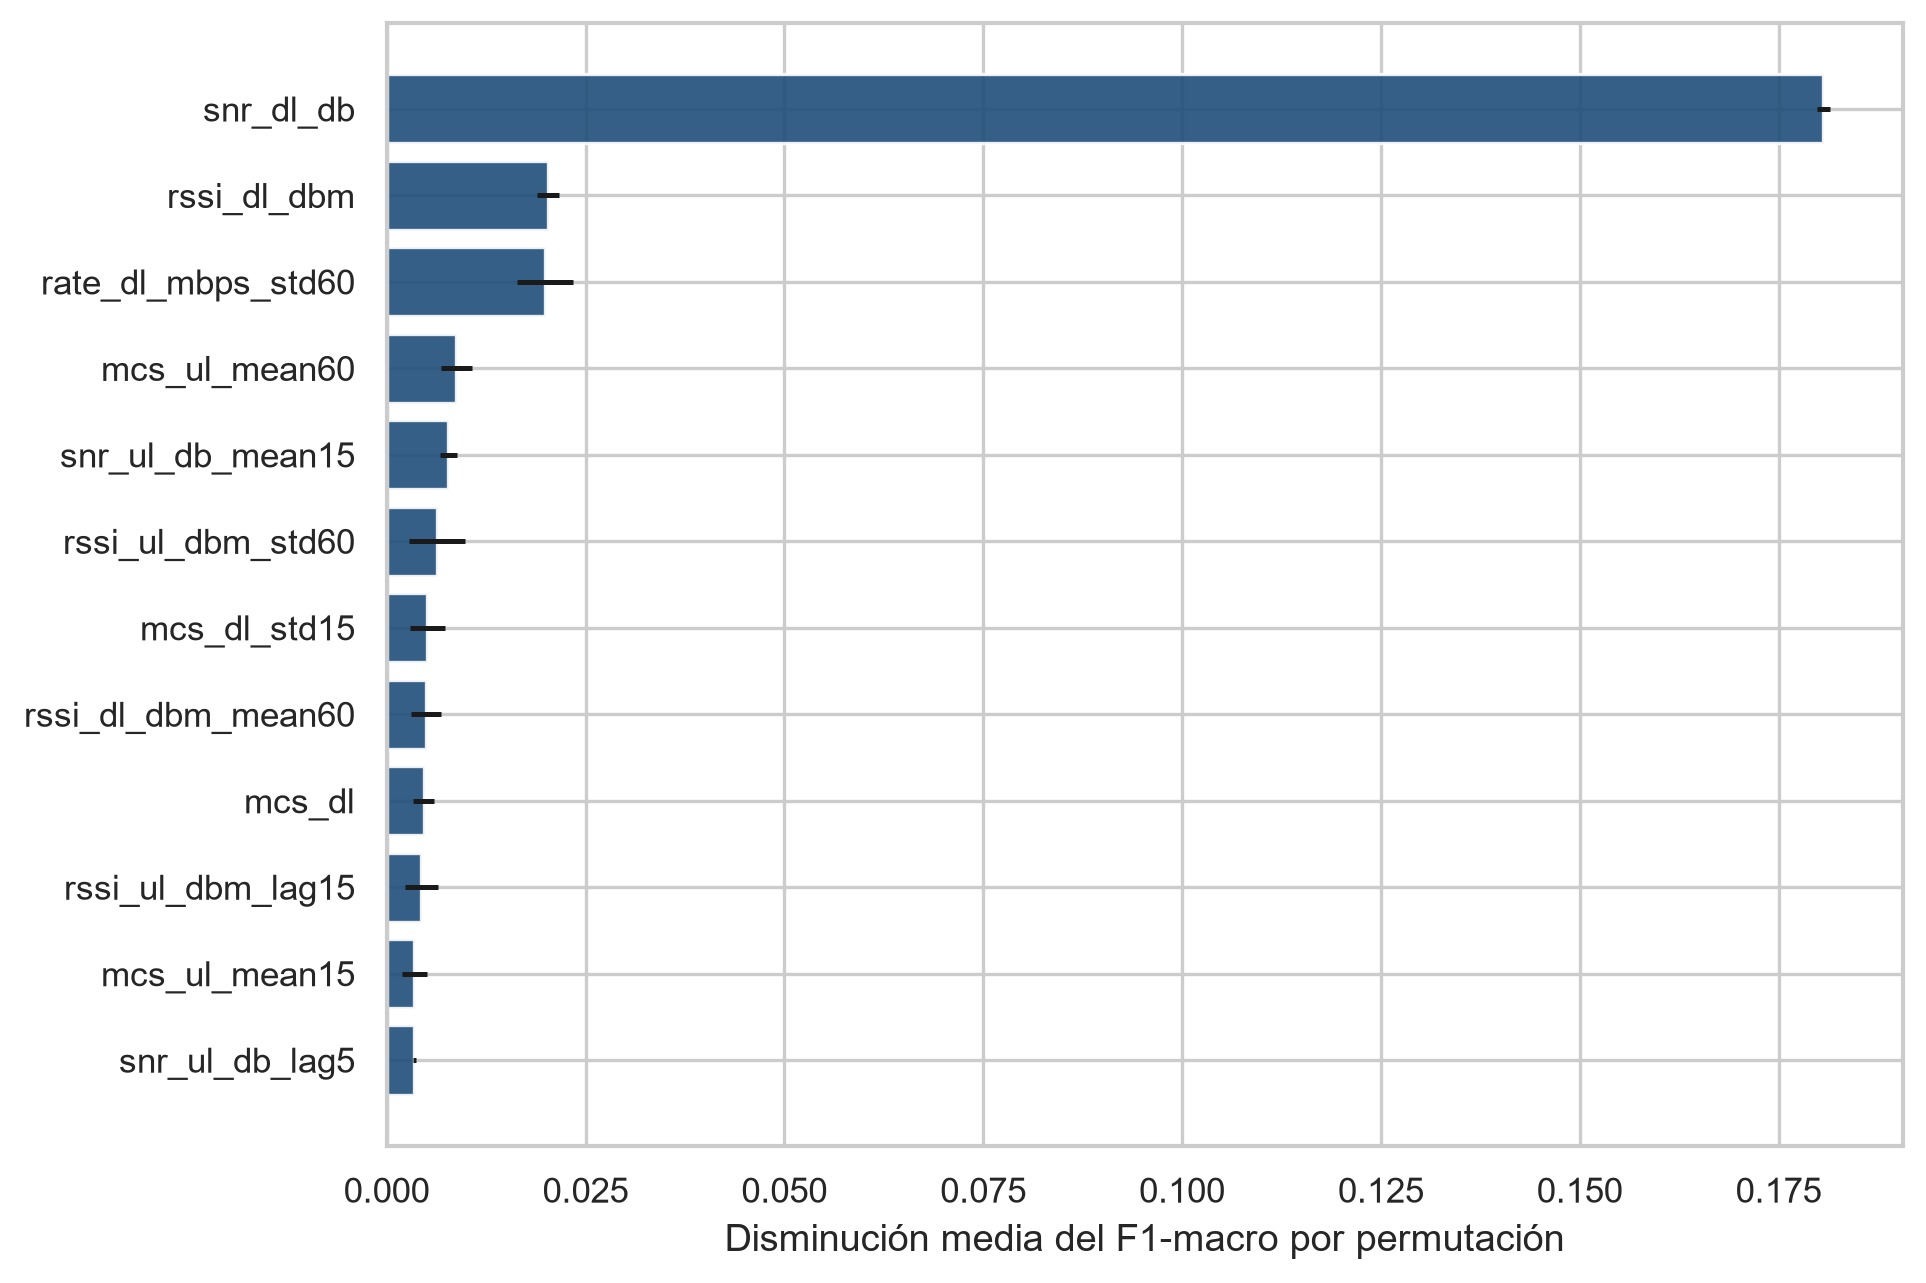 snr_dl_db
rssi_dl_dbm
rate_dl_mbps_std60
mcs_ul_mean60
snr_ul_db_mean15
rssi_ul_dbm_std60
mcs_dl_std15
rssi_dl_dbm_mean60
mcs_dl
rssi_ul_dbm_lag15
mcs_ul_mean15
snr_ul_db_lag5
0.000 0.025 0.050 0.075 0.100 0.125 0.150 0.175
Disminución media del F1-macro por permutación